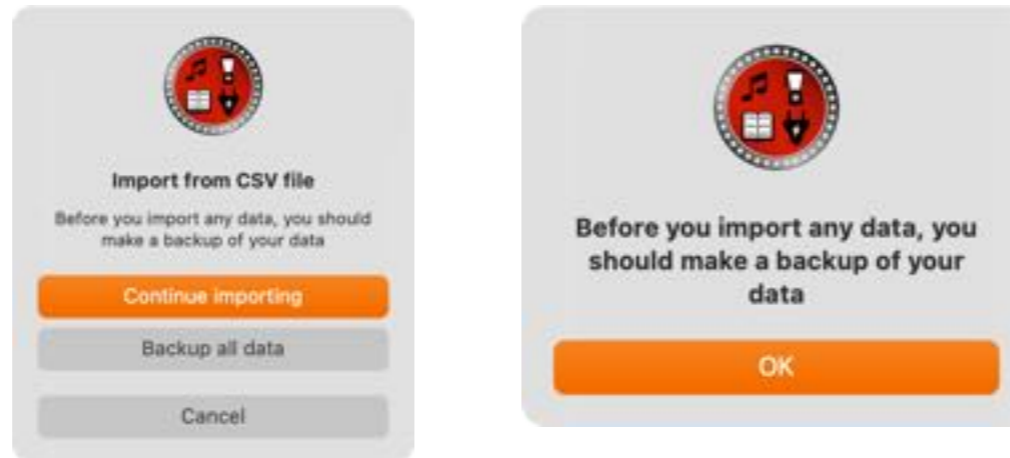 Import from CSV file
Before you import any data, you should
make a backup of your data
Continue importing
Backup all data
Cancel
Before you import any data, you
should make a backup of your
data
OK